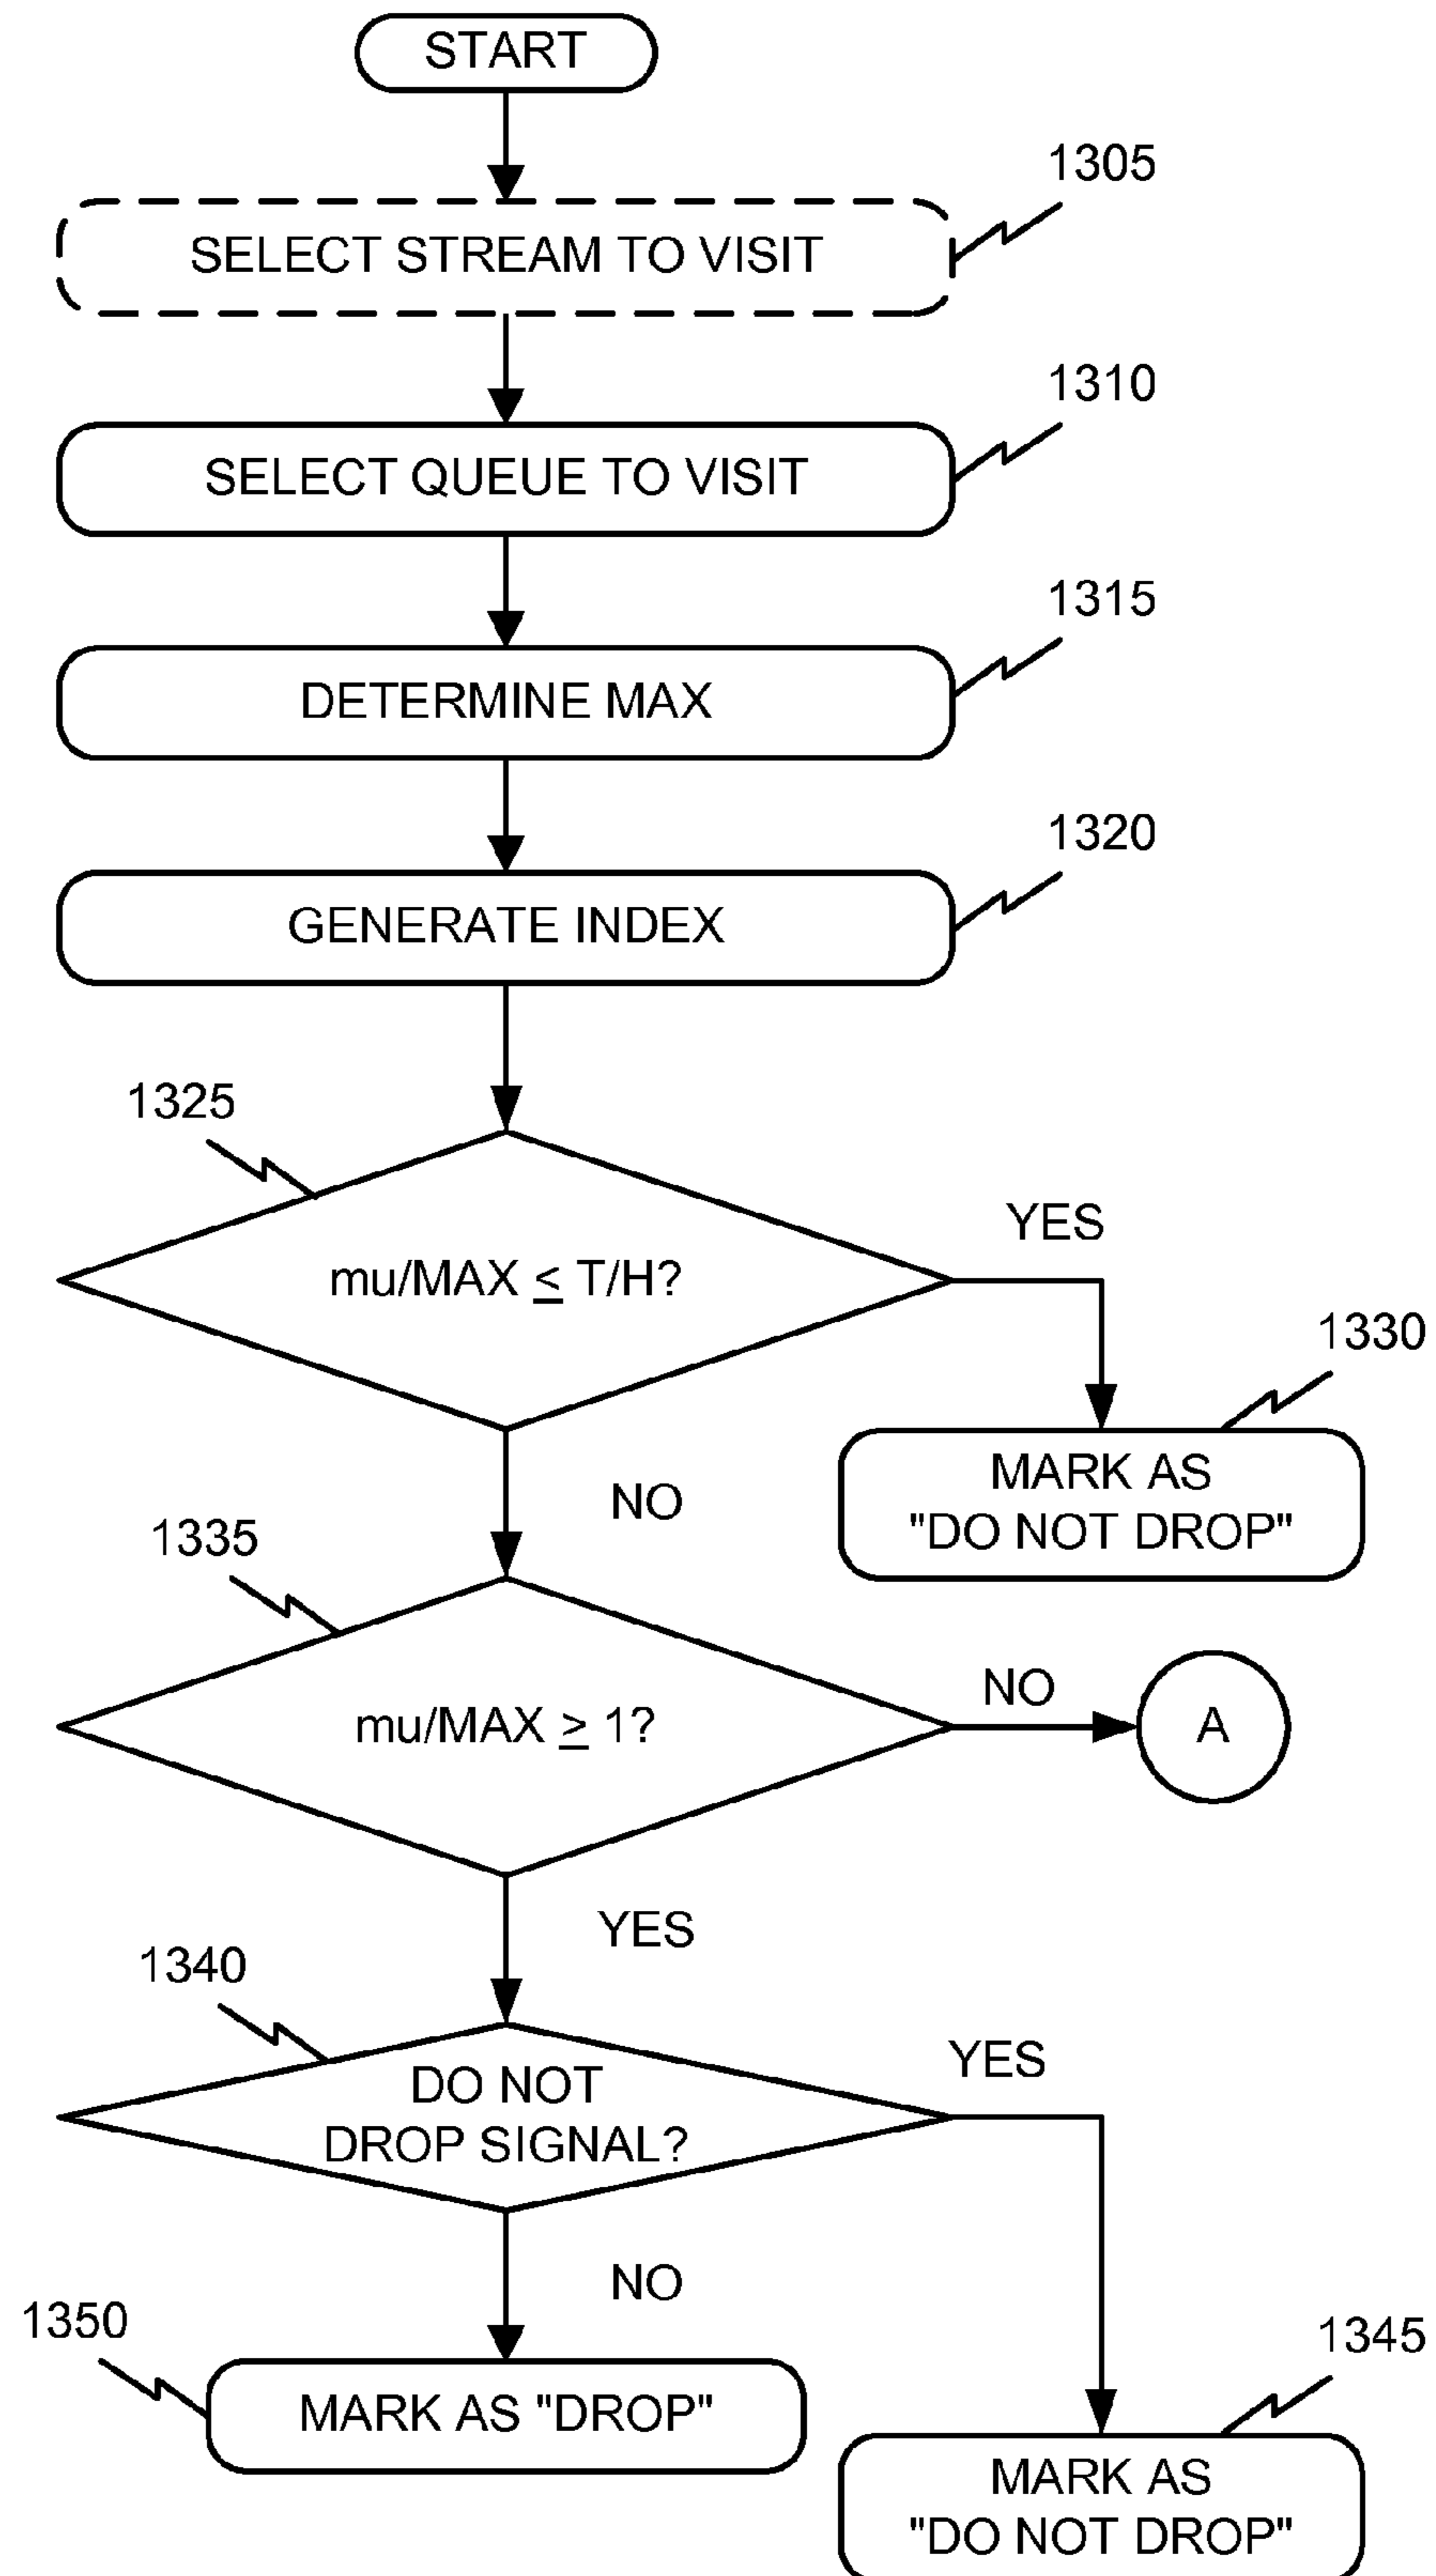 START
1305
SELECT STREAM TO VISIT
1310
SELECT QUEUE TO VISIT
1315
DETERMINE MAX
1320
GENERATE INDEX
1325
YES
mu/MAX ≤ T/H?
1330
MARK AS
"DO NOT DROP"
NO
1335
NO
mu/MAX ≥ 1?
A
YES
1340
YES
DO NOT
DROP SIGNAL?
NO
1350
1345
MARK AS "DROP"
MARK AS
"DO NOT DROP"